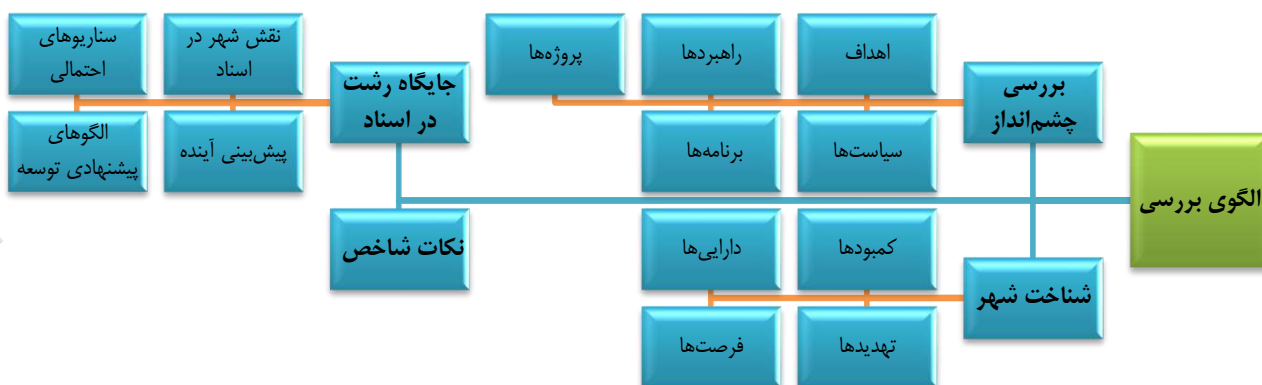 الگوی بررسی
بررسی
چشم‌انداز
اهداف
سیاست‌ها
راهبردها
برنامه‌ها
پروژه‌ها
شناخت شهر
کمبودها
تهدیدها
دارایی‌ها
فرصت‌ها
جایگاه رشت
در اسناد
نقش شهر در
اسناد
پیش‌بینی آینده
سناریوهای
احتمالی
الگوهای
پیشنهادی توسعه
نکات شاخص